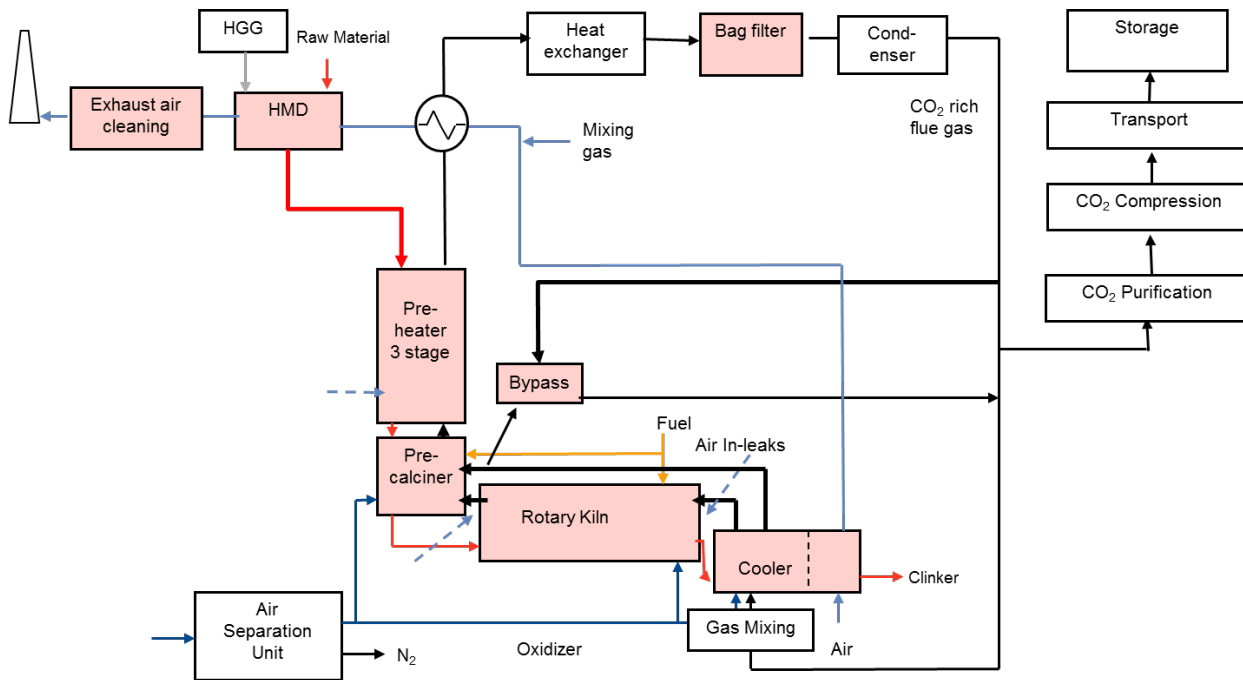 HGG
Raw Material
Heat
exchanger
Bag filter
Cond-
enser
Storage
Exhaust air
cleaning
HMD
Mixing
gas
CO₂ rich
flue gas
Transport
CO₂ Compression
CO₂ Purification
Pre-
heater
3 stage
Bypass
Fuel
Air In-leaks
Pre-
calciner
Rotary Kiln
Cooler
Clinker
Air
Separation
Unit
N₂
Oxidizer
Gas Mixing
Air